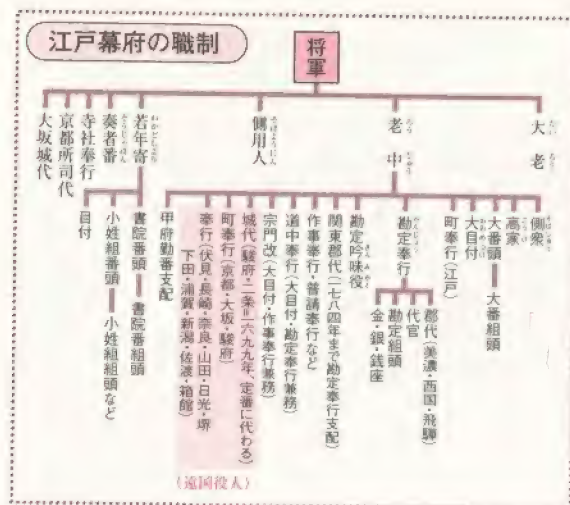 江戸幕府の職制
将軍
大老
老中
側用人
若年寄
奏者番
寺社奉行
京都所司代
大坂城代
側衆
高家
大番頭
大番組頭
大目付
町奉行(江戸)
勘定奉行
郡代(美濃・西国・飛騨)
代官
勘定組頭
金・銀・銭座
勘定吟味役
関東郡代(一七八四年まで勘定奉行支配)
作事奉行・普請奉行など
道中奉行(大目付・勘定奉行兼務)
宗門改(大目付・作事奉行兼務)
城代(駿府・二条=一六九九年、定番に代わる)
町奉行(京都・大坂・駿府)
奉行(伏見・長崎・奈良・山田・日光・堺
下田・浦賀・新潟・佐渡・箱館)
(遠国役人)
甲府勤番支配
書院番頭
書院番組頭
小姓組番頭
小姓組組頭など
目付